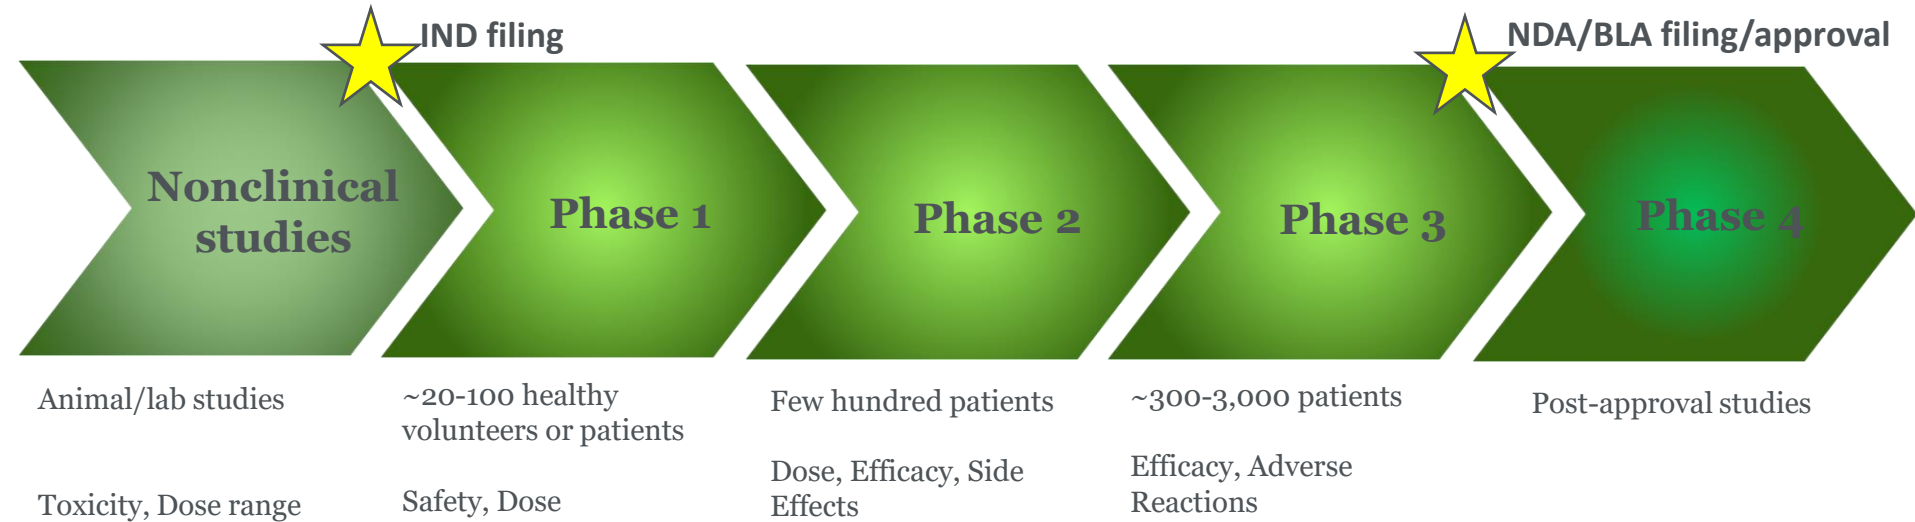 IND filing
NDA/BLA filing/approval
Nonclinical
studies
Phase 1
Phase 2
Phase 3
Phase 4
Animal/lab studies
Toxicity, Dose range
~20-100 healthy
volunteers or patients
Safety, Dose
Few hundred patients
Dose, Efficacy, Side
Effects
~300-3,000 patients
Efficacy, Adverse
Reactions
Post-approval studies